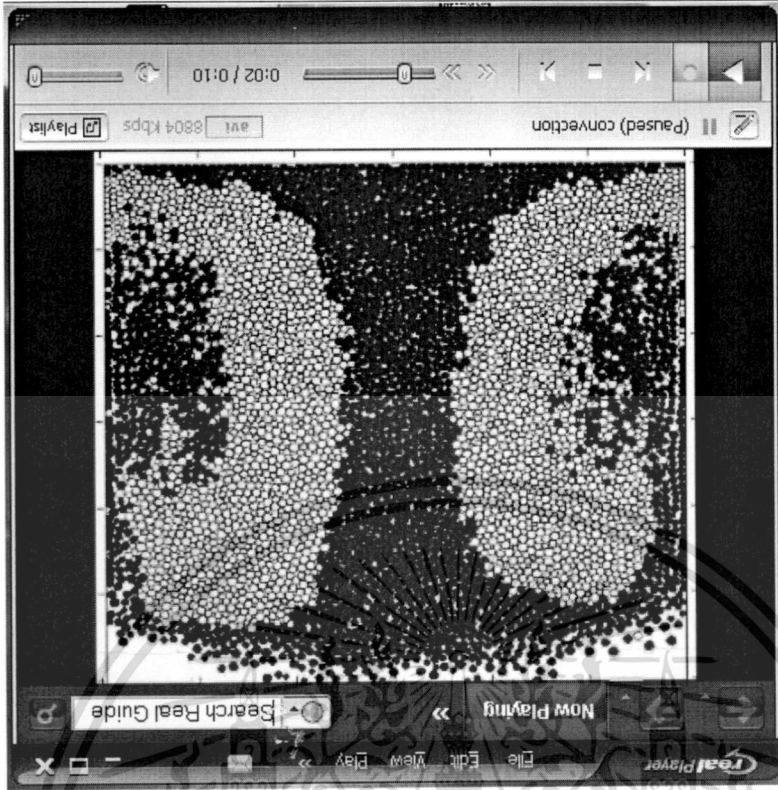 realPlayer File Edit View Play »
Now Playing » Search Real Guide
(Paused) convection avi 8804 Kbps Playlist
0:02 / 0:10